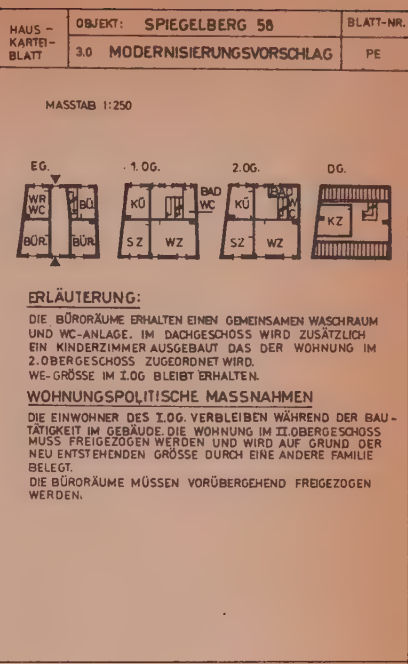 HAUS-
KARTEI-
BLATT
OBJEKT: SPIEGELBERG 58
BLATT-NR.
3.0 MODERNISIERUNGSVORSCHLAG
PE
MASSTAB 1:250
EG. 1.OG. 2.OG. DG.
WR
WC
BÜ.
BÜR.
BÜR.
KÜ
BAD
WC
SZ
WZ
KÜ
BAD
WC
SZ
WZ
KZ
ERLÄUTERUNG:
DIE BÜRORÄUME ERHALTEN EINEN GEMEINSAMEN WASCHRAUM
UND WC-ANLAGE. IM DACHGESCHOSS WIRD ZUSÄTZLICH
EIN KINDERZIMMER AUSGEBAUT DAS DER WOHNUNG IM
2.OBERGESCHOSS ZUGEORDNET WIRD.
WE-GRÖSSE IM I.OG BLEIBT ERHALTEN.
WOHNUNGSPOLITISCHE MASSNAHMEN
DIE EINWOHNER DES I.OG. VERBLEIBEN WÄHREND DER BAU-
TÄTIGKEIT IM GEBÄUDE. DIE WOHNUNG IM II.OBERGESCHOSS
MUSS FREIGEZOGEN WERDEN UND WIRD AUF GRUND DER
NEU ENTSTEHENDEN GRÖSSE DURCH EINE ANDERE FAMILIE
BELEGT.
DIE BÜRORÄUME MÜSSEN VORÜBERGEHEND FREIGEZOGEN
WERDEN.